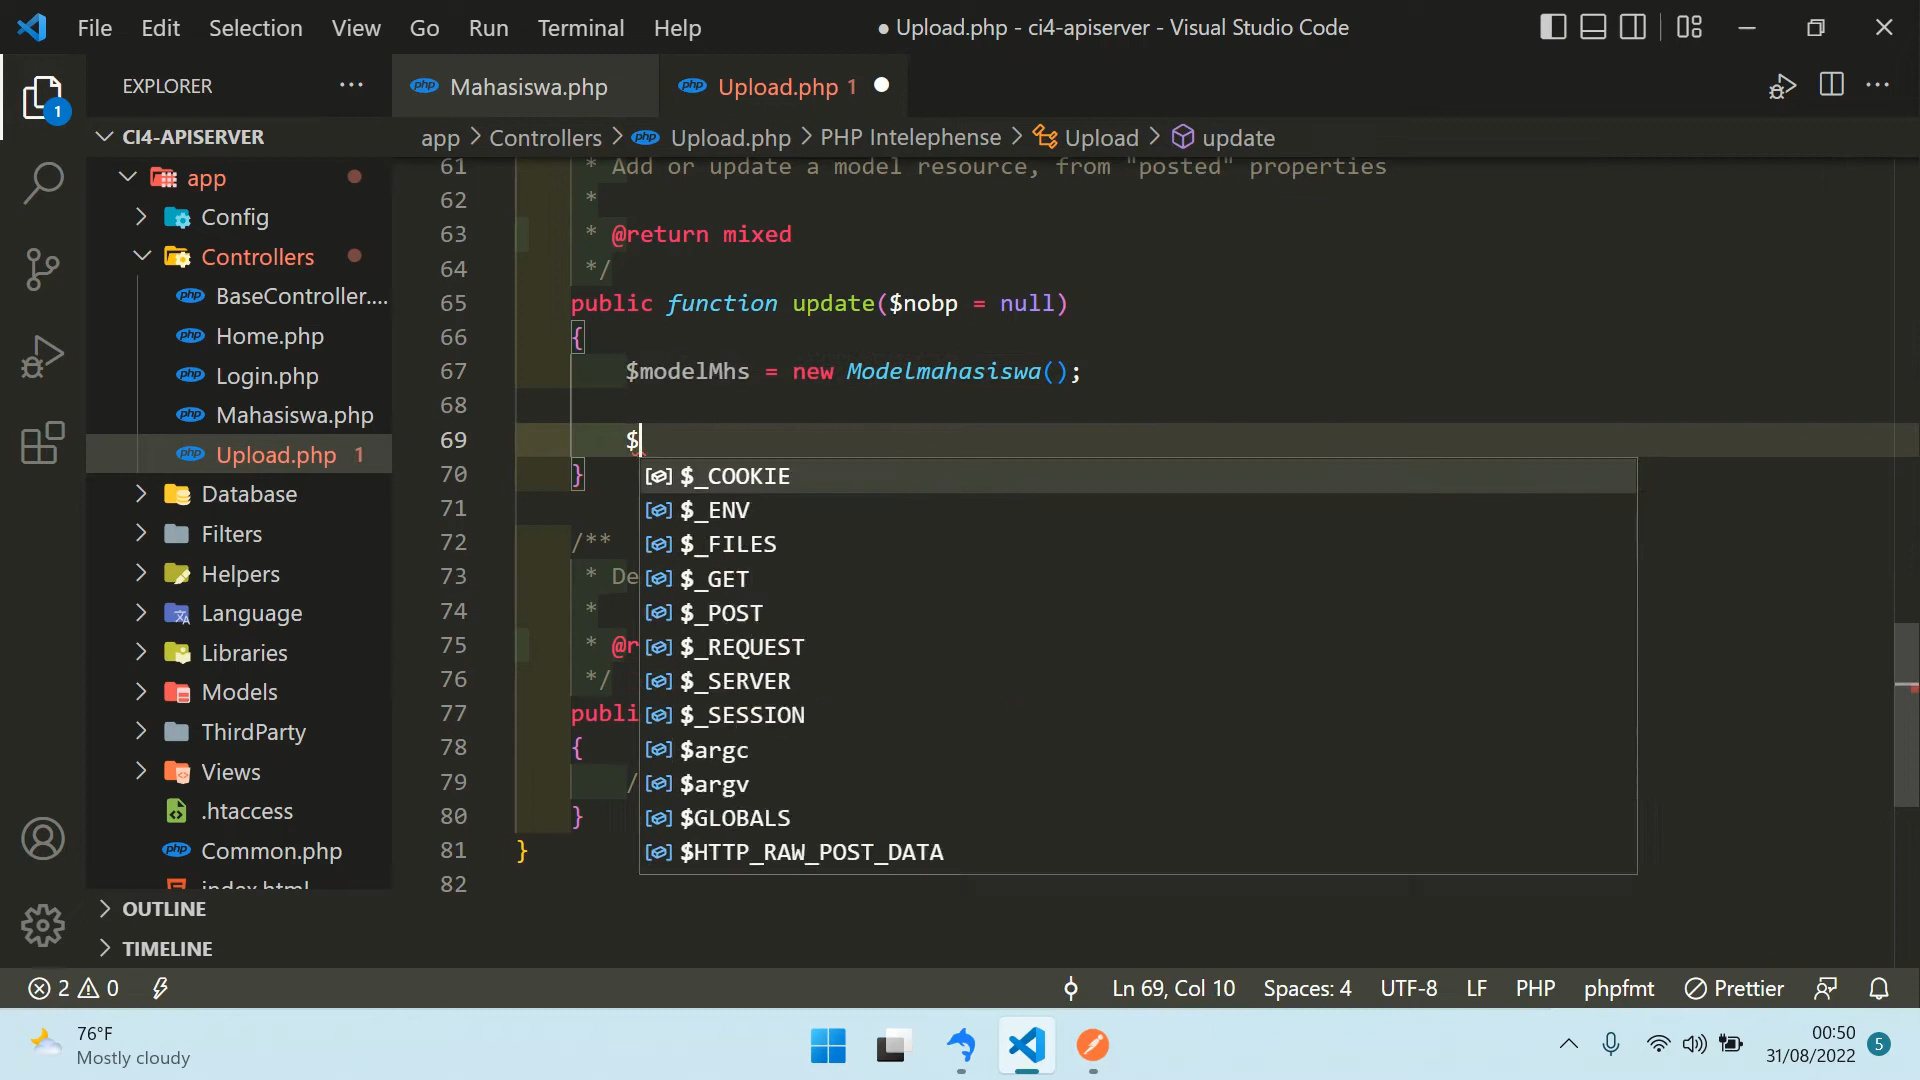 File Edit Selection View Go Run Terminal Help
● Upload.php - ci4-apiserver - Visual Studio Code
EXPLORER
Mahasiswa.php
Upload.php 1
CI4-APISERVER
app > Controllers > Upload.php > PHP Intelephense > Upload > update
app
Config
Controllers
BaseController....
Home.php
Login.php
Mahasiswa.php
Upload.php 1
Database
Filters
Helpers
Language
Libraries
Models
ThirdParty
Views
.htaccess
Common.php
index.html
OUTLINE
TIMELINE
61 * Add or update a model resource, from "posted" properties
62 *
63 * @return mixed
64 */
65 public function update($nobp = null)
66 {
67 $modelMhs = new Modelmahasiswa();
68
69 $
70 }
71
72 /**
73 * De
74 *
75 * @r
76 */
77 publi
78 {
79 /
80 }
81 }
82
$_COOKIE
$_ENV
$_FILES
$_GET
$_POST
$_REQUEST
$_SERVER
$_SESSION
$argc
$argv
$GLOBALS
$HTTP_RAW_POST_DATA
1
2 0
Ln 69, Col 10 Spaces: 4 UTF-8 LF PHP phpfmt Prettier
76°F
Mostly cloudy
00:50
31/08/2022
5